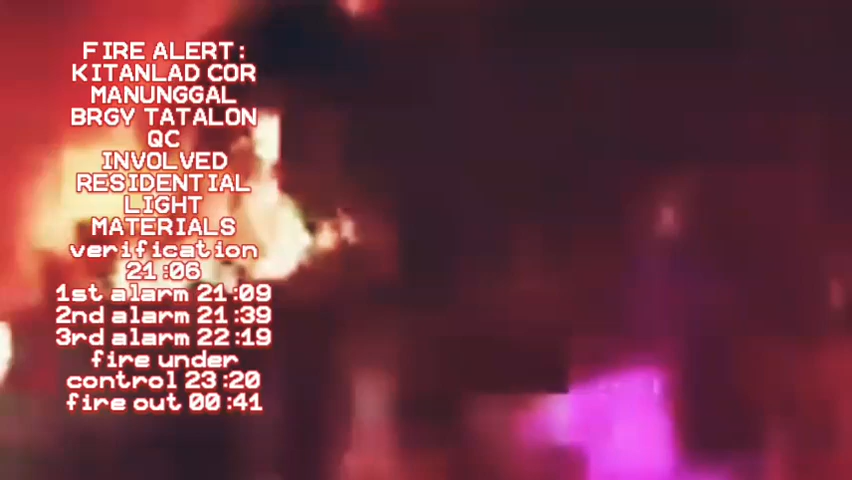 FIRE ALERT:
KITANLAD COR
MANUNGGAL
BRGY TATALON
QC
INVOLVED
RESIDENTIAL
LIGHT
MATERIALS
verification
21:06
1st alarm 21:09
2nd alarm 21:39
3rd alarm 22:19
fire under
control 23:20
fire out 00:41